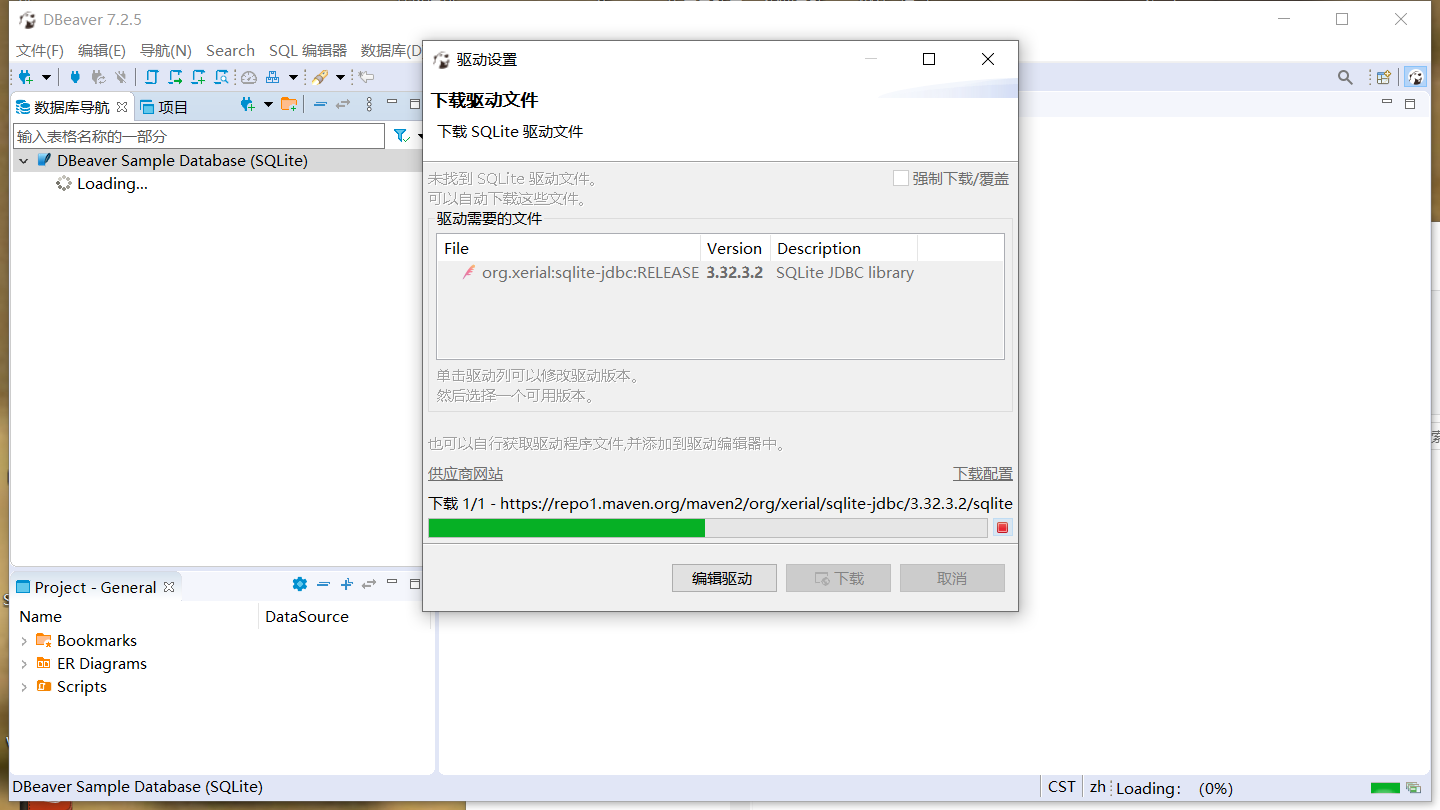 DBeaver 7.2.5
文件(F) 编辑(E) 导航(N) Search SQL 编辑器 数据库(D
数据库导航 项目
输入表格名称的一部分
DBeaver Sample Database (SQLite)
Loading...
驱动设置
下载驱动文件
下载 SQLite 驱动文件
未找到 SQLite 驱动文件。
可以自动下载这些文件。
强制下载/覆盖
驱动需要的文件
File Version Description
org.xerial:sqlite-jdbc:RELEASE 3.32.3.2 SQLite JDBC library
单击驱动列可以修改驱动版本。
然后选择一个可用版本。
也可以自行获取驱动程序文件,并添加到驱动编辑器中。
供应商网站 下载配置
下载 1/1 - https://repo1.maven.org/maven2/org/xerial/sqlite-jdbc/3.32.3.2/sqlite
编辑驱动 下载 取消
Project - General
Name DataSource
Bookmarks
ER Diagrams
Scripts
DBeaver Sample Database (SQLite) CST zh Loading: (0%)